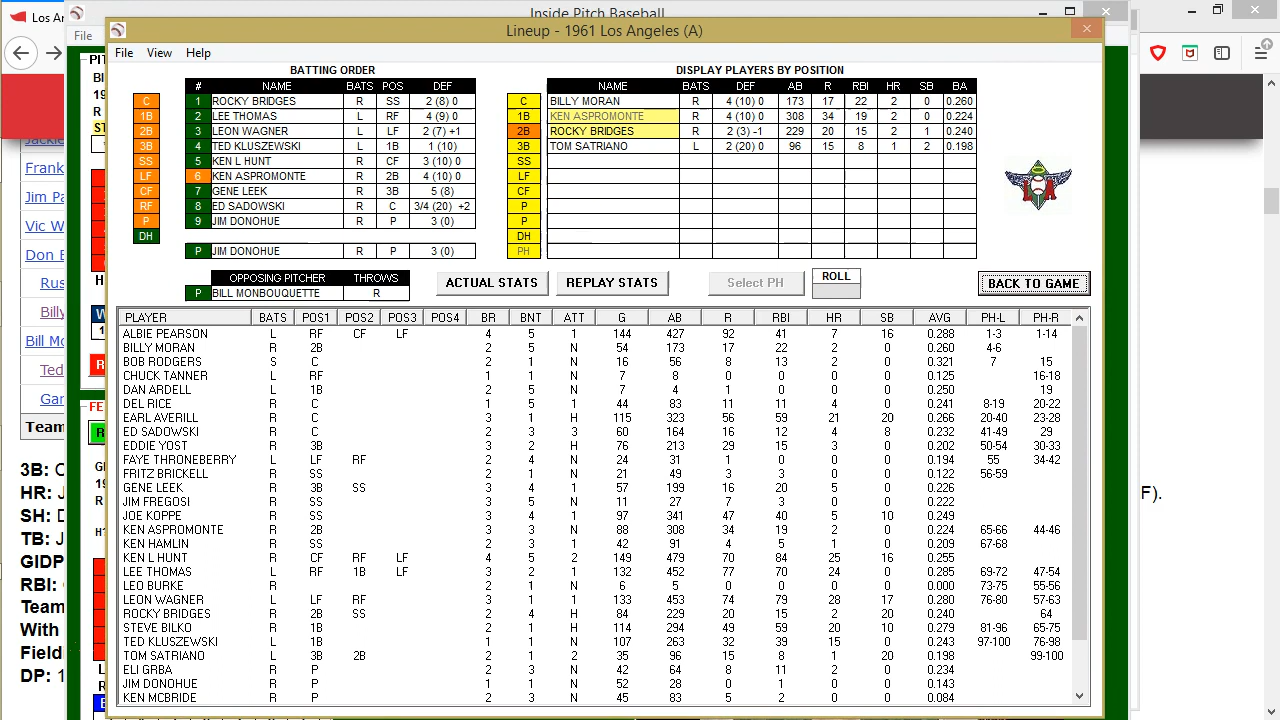 Los An
Inside Pitch Baseball
Lineup - 1961 Los Angeles (A)
File
File View Help
BATTING ORDER
# NAME BATS POS DEF
1 ROCKY BRIDGES R SS 2 (8) 0
2 LEE THOMAS L RF 4 (9) 0
3 LEON WAGNER L LF 2 (7) +1
4 TED KLUSZEWSKI L 1B 1 (10)
5 KEN L HUNT R CF 3 (10) 0
6 KEN ASPROMONTE R 2B 4 (10) 0
7 GENE LEEK R 3B 5 (8)
8 ED SADOWSKI R C 3/4 (20) +2
9 JIM DONOHUE R P 3 (0)
P JIM DONOHUE R P 3 (0)
C
1B
2B
3B
SS
LF
CF
RF
P
DH
OPPOSING PITCHER THROWS
P BILL MONBOUQUETTE R
DISPLAY PLAYERS BY POSITION
NAME BATS DEF AB R RBI HR SB BA
C BILLY MORAN R 4 (10) 0 173 17 22 2 0 0.260
1B KEN ASPROMONTE R 4 (10) 0 308 34 19 2 0 0.224
2B ROCKY BRIDGES R 2 (3) -1 229 20 15 2 1 0.240
3B TOM SATRIANO L 2 (20) 0 96 15 8 1 2 0.198
SS
LF
CF
P
P
DH
PH
ACTUAL STATS REPLAY STATS Select PH ROLL BACK TO GAME
PLAYER BATS POS1 POS2 POS3 POS4 BR BNT ATT G AB R RBI HR SB AVG PH-L PH-R
ALBIE PEARSON L RF CF LF 4 5 1 144 427 92 41 7 16 0.288 1-3 1-14
BILLY MORAN R 2B 2 1 N 54 173 17 22 2 0 0.260 4-6
BOB RODGERS S C 3 1 N 16 56 8 13 2 0 0.321 7 15
CHUCK TANNER L RF 2 1 N 7 8 0 0 0 0 0.125 16-18
DAN ARDELL L 1B 2 5 N 7 4 1 0 0 0 0.250 19
DEL RICE R C 1 5 1 44 83 11 11 4 0 0.241 8-19 20-22
EARL AVERILL R C 3 1 H 115 323 56 59 21 20 0.266 20-40 23-28
ED SADOWSKI R C 2 3 3 60 164 16 12 4 8 0.232 41-49 29
EDDIE YOST R 3B 3 2 H 76 213 29 15 3 0 0.202 50-54 30-33
FAYE THRONEBERRY L LF RF 2 4 N 24 31 1 0 0 0 0.194 55 34-42
FRITZ BRICKELL R SS 2 1 N 21 49 3 3 0 0 0.122 56-59
GENE LEEK R 3B SS 3 4 1 57 199 16 20 5 0 0.226
JIM FREGOSI R SS 3 5 N 11 27 7 3 0 0 0.222
JOE KOPPE R SS 2 2 N 97 341 47 40 5 10 0.249
KEN ASPROMONTE R 2B 3 3 N 88 308 34 19 2 0 0.224 65-66 44-46
KEN HAMLIN R SS 2 3 N 42 91 4 5 1 0 0.209 67-68
KEN L HUNT R CF RF LF 4 5 N 149 479 70 84 25 16 0.255
LEE THOMAS L RF 1B LF 3 2 1 132 452 77 70 24 0 0.285 69-72 47-54
LEO BURKE R 2 1 N 6 5 0 0 0 0 0.000 73-75 55-56
LEON WAGNER L LF RF 3 1 1 133 453 74 79 28 17 0.280 76-80 57-63
ROCKY BRIDGES R 2B SS 2 4 H 84 229 20 15 2 20 0.240 64
STEVE BILKO R 1B 2 1 H 114 294 49 59 20 10 0.279 81-96 65-75
TED KLUSZEWSKI L 1B 1 1 N 107 263 32 39 15 0 0.243 97-100 76-98
TOM SATRIANO L 3B 2B 2 1 2 35 96 15 8 1 20 0.198 99-100
ELI GRBA R P 2 3 N 42 64 8 11 2 0 0.234
JIM DONOHUE R P 1 1 N 52 28 0 1 0 0 0.143
KEN MCBRIDE R P 1 3 N 45 83 5 2 0 0 0.084
Frank
Jim Pa
Vic W
Don B
Rus
Billy
Bill Mo
Ted
Gar
Team
3B:
HR:
SH:
TB:
GIDP
RBI:
Team
With
Field
DP: 1
F).